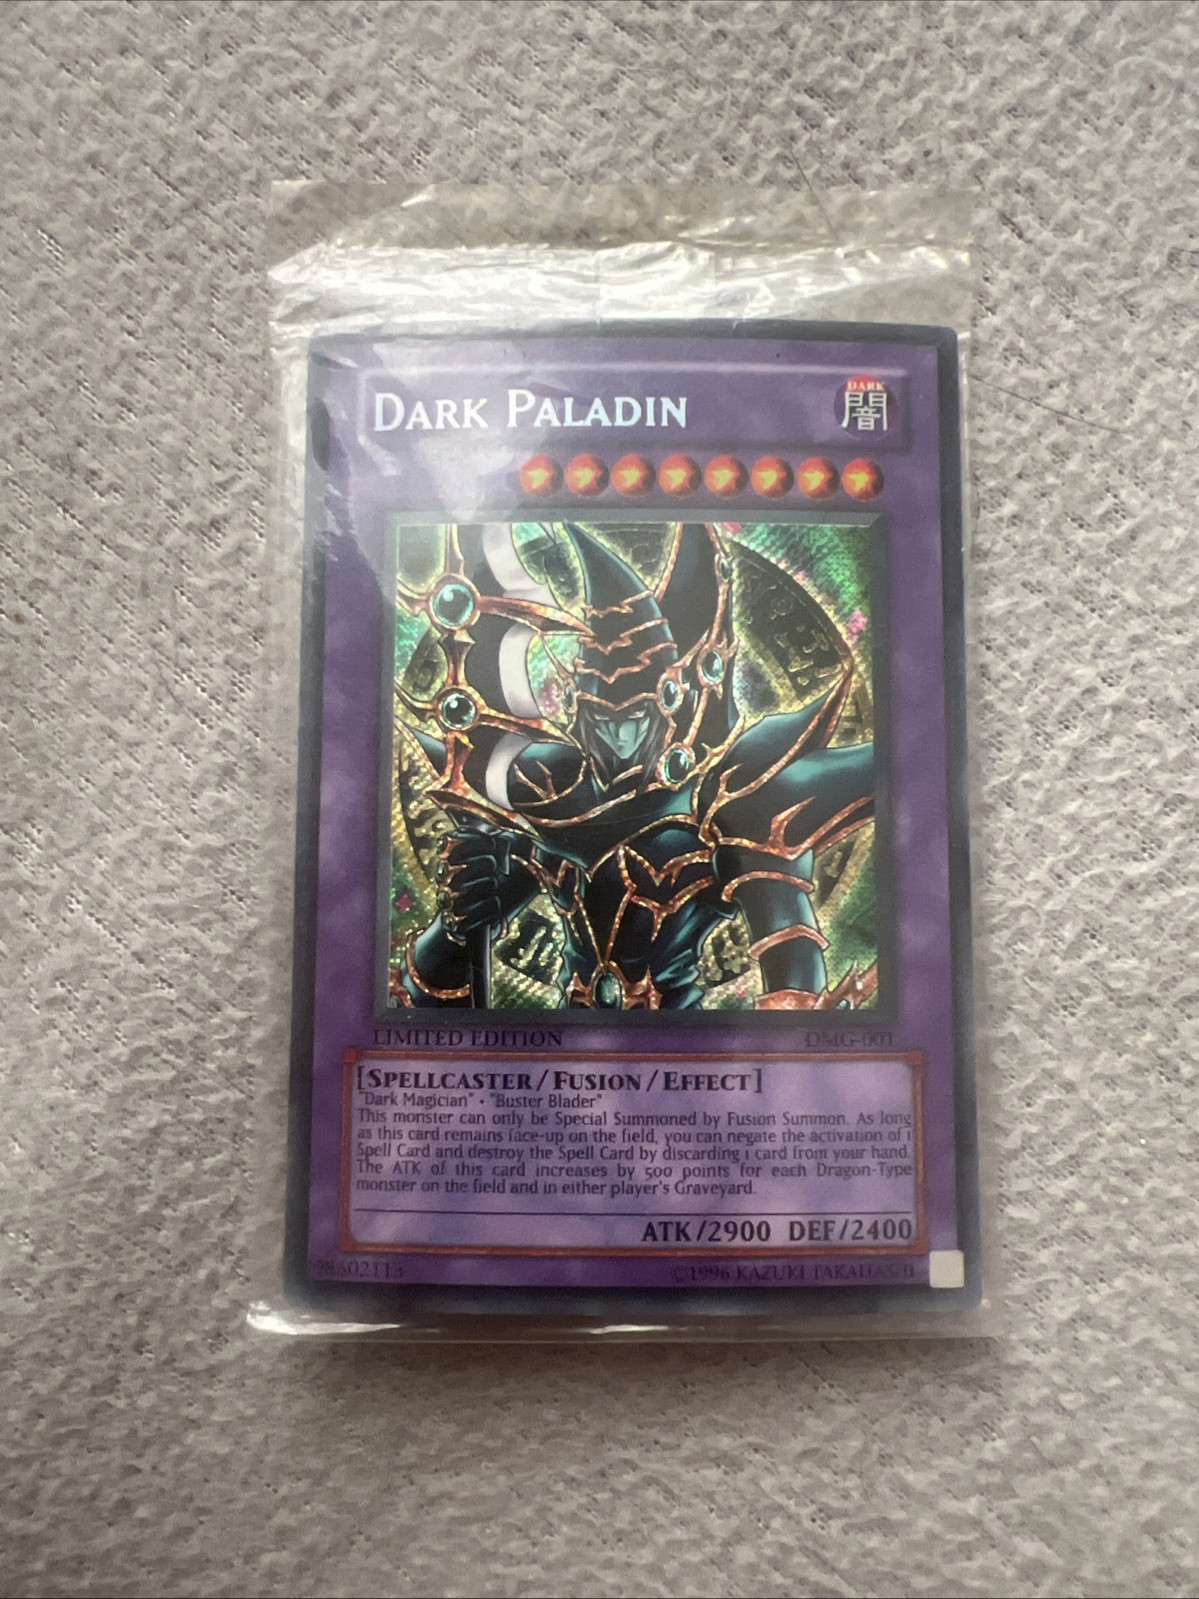 DARK PALADIN
DARK
闇
LIMITED EDITION
DMG-001
[SPELLCASTER/FUSION/EFFECT]
"Dark Magician" • "Buster Blader"
This monster can only be Special Summoned by Fusion Summon. As long
as this card remains face-up on the field, you can negate the activation of 1
Spell Card and destroy the Spell Card by discarding 1 card from your hand.
The ATK of this card increases by 500 points for each Dragon-Type
monster on the field and in either player's Graveyard.
ATK/2900 DEF/2400
98502113
©1996 KAZUKI TAKAHASHI